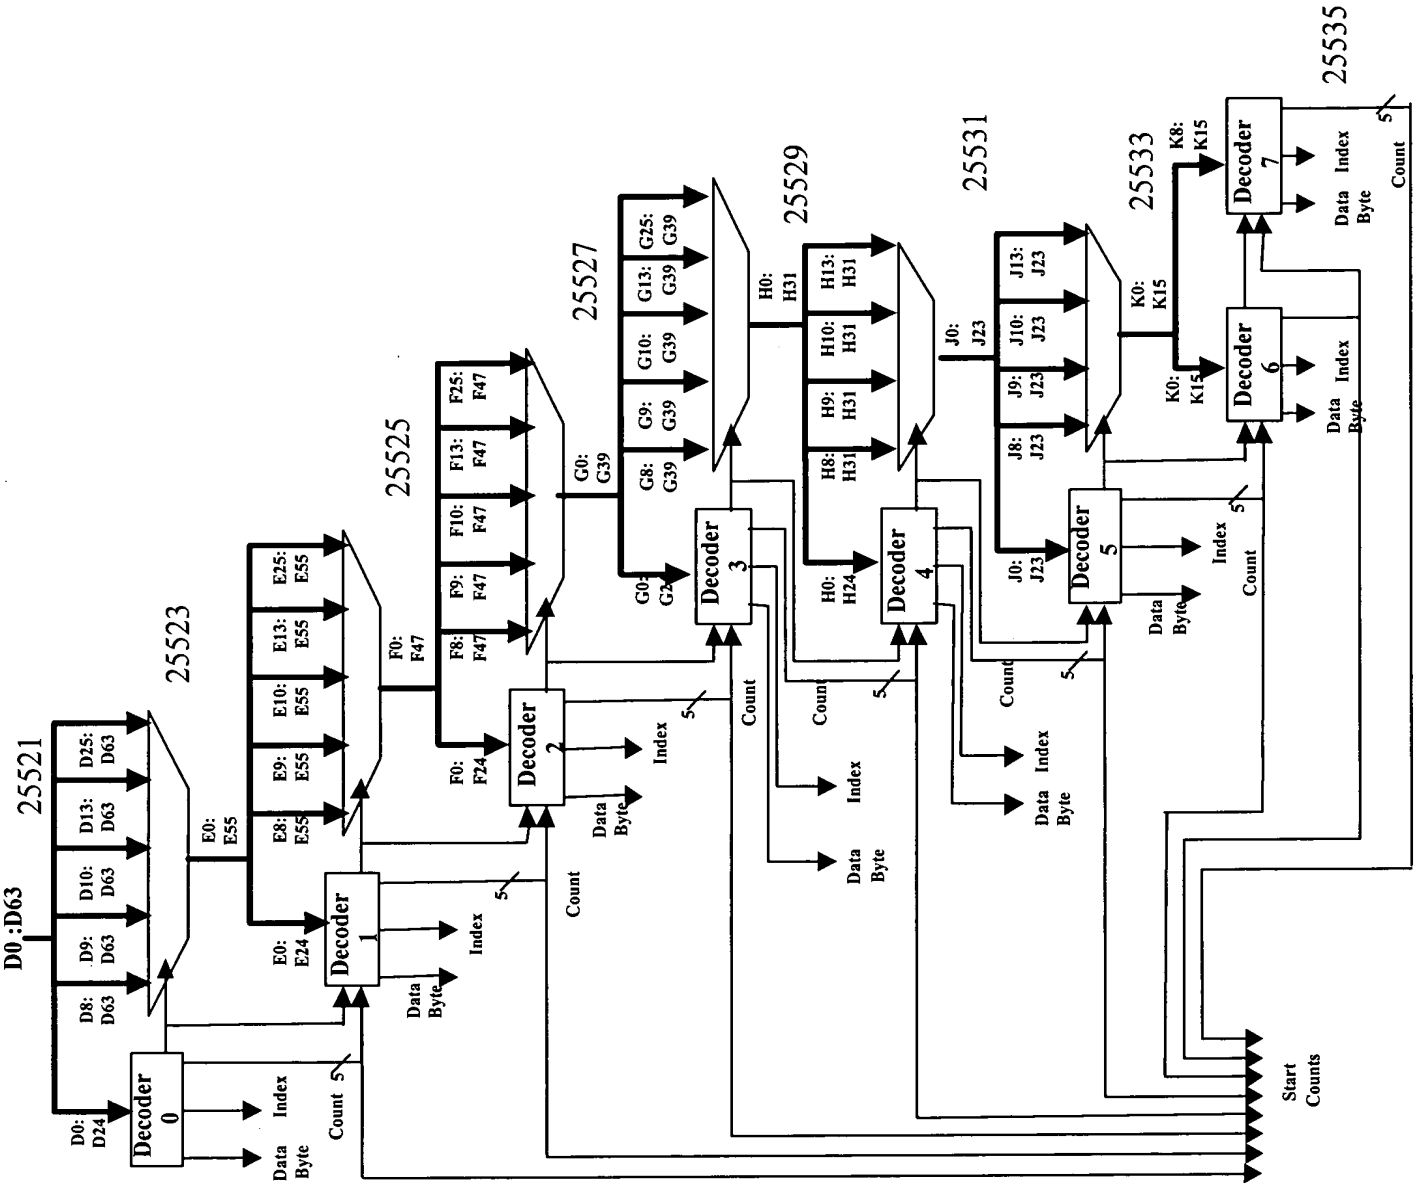 D0 :D63
25521
D0:
D24
D8:
D63
D9:
D63
D10:
D63
D13:
D63
D25:
D63
Decoder
0
Data
Byte
Index
Count
5
E0:
E55
25523
E0:
E24
E8:
E55
E9:
E55
E10:
E55
E13:
E55
E25:
E55
Decoder
1
Data
Byte
Index
Count
5
F0:
F47
25525
F0:
F24
F8:
F47
F9:
F47
F10:
F47
F13:
F47
F25:
F47
Decoder
2
Data
Byte
Index
Count
5
G0:
G39
25527
G0:
G8:
G39
G9:
G39
G10:
G39
G13:
G39
G25:
G39
Decoder
3
Data
Byte
Index
Count
5
H0:
H31
25529
H0:
H24
H8:
H31
H9:
H31
H10:
H31
H13:
H31
Decoder
4
Data
Byte
Index
Count
5
J0:
J23
25531
J0:
J23
J8:
J23
J9:
J23
J10:
J23
J13:
J23
Decoder
5
Data
Byte
Index
Count
5
K0:
K15
25533
K0:
K15
K8:
K15
Decoder
6
Data
Byte
Index
Decoder
7
Data
Byte
Index
Count
5
25535
Start
Counts